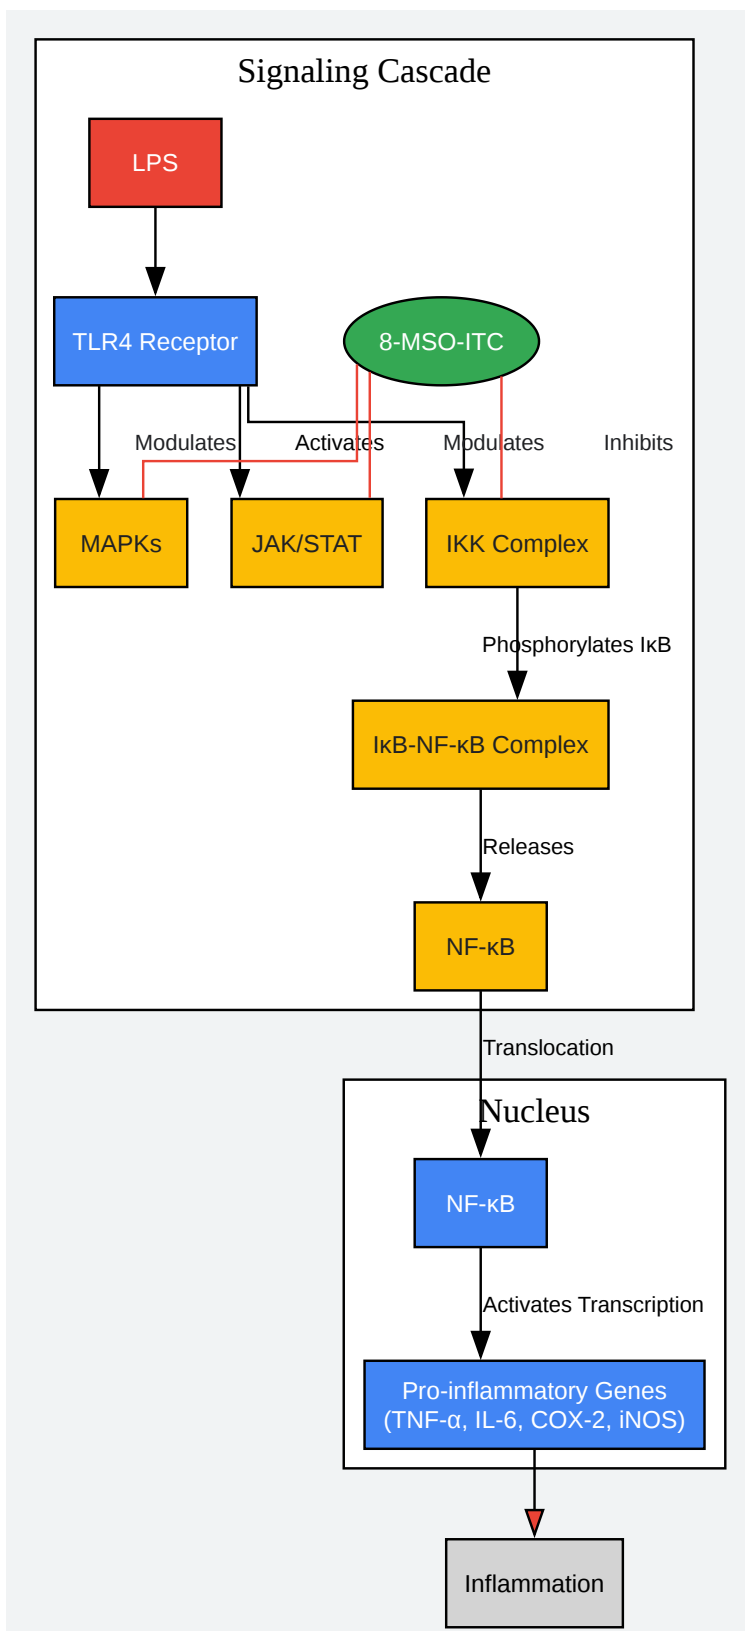 Signaling Cascade
LPS
TLR4 Receptor
8-MSO-ITC
Modulates
Activates
Modulates
Inhibits
MAPKs
JAK/STAT
IKK Complex
Phosphorylates IκB
IκB-NF-κB Complex
Releases
NF-κB
Translocation
Nucleus
NF-κB
Activates Transcription
Pro-inflammatory Genes
(TNF-α, IL-6, COX-2, iNOS)
Inflammation